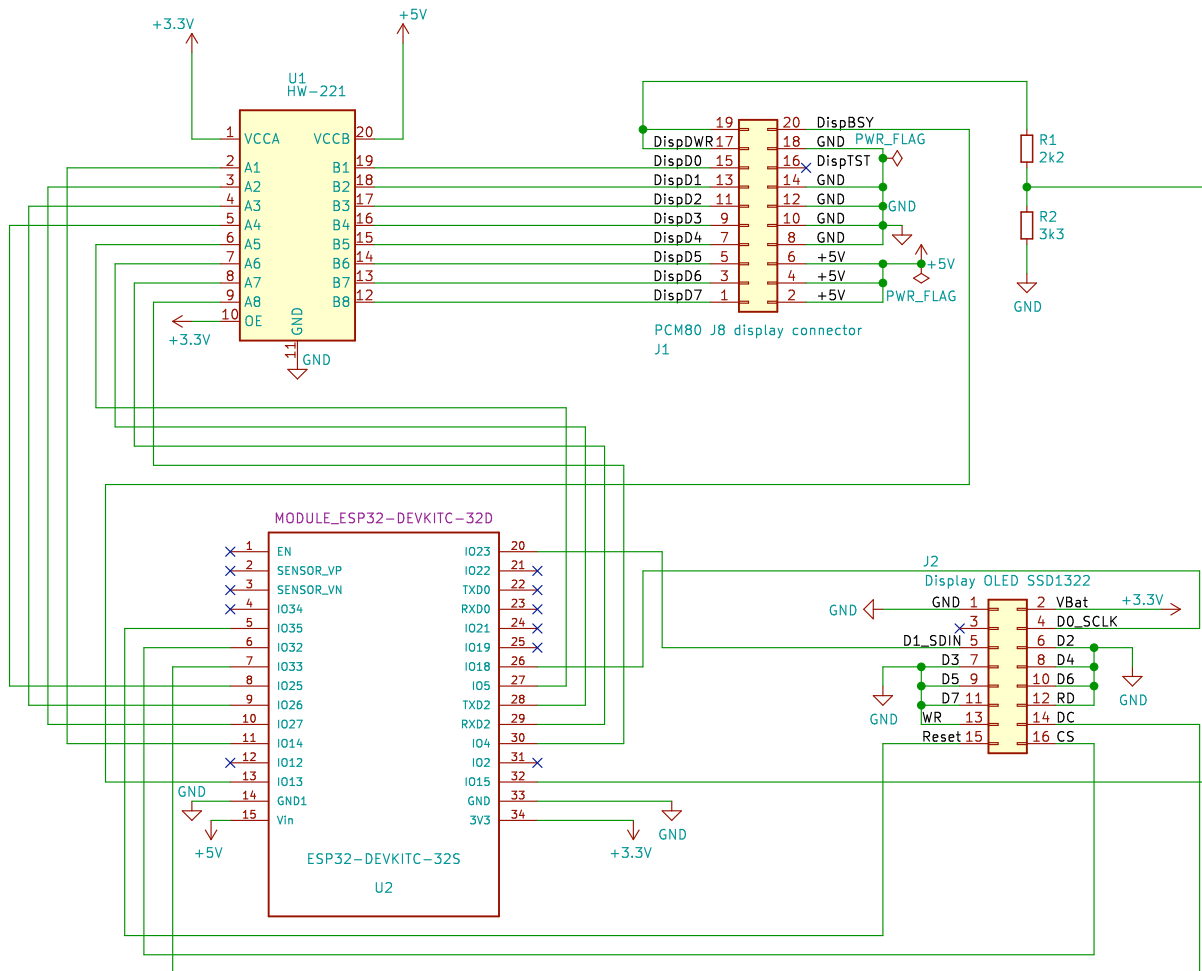 +3.3V
+5V
U1
HW-221
1 VCCA VCCB 20
2 A1 B1 19
3 A2 B2 18
4 A3 B3 17
5 A4 B4 16
6 A5 B5 15
7 A6 B6 14
8 A7 B7 13
9 A8 B8 12
10 OE
GND
11
+3.3V
GND
19 20 DispBSY
DispDWR 17 18 GND
PWR_FLAG
DispD0 15 16 DispTST
DispD1 13 14 GND
DispD2 11 12 GND
GND
DispD3 9 10 GND
DispD4 7 8 GND
DispD5 5 6 +5V
+5V
DispD6 3 4 +5V
DispD7 1 2 +5V
PWR_FLAG
PCM80 J8 display connector
J1
R1
2k2
R2
3k3
GND
MODULE_ESP32-DEVKITC-32D
1 EN IO23 20
2 SENSOR_VP IO22 21
3 SENSOR_VN TXD0 22
4 IO34 RXD0 23
5 IO35 IO21 24
6 IO32 IO19 25
7 IO33 IO18 26
8 IO25 IO5 27
9 IO26 TXD2 28
10 IO27 RXD2 29
11 IO14 IO4 30
12 IO12 IO2 31
13 IO13 IO15 32
14 GND1 GND 33
15 Vin 3V3 34
GND
+5V
GND
+3.3V
ESP32-DEVKITC-32S
U2
J2
Display OLED SSD1322
GND
GND 1 2 VBat
+3.3V
3 4 D0_SCLK
D1_SDIN 5 6 D2
D3 7 8 D4
D5 9 10 D6
D7 11 12 RD
WR 13 14 DC
Reset 15 16 CS
GND
GND